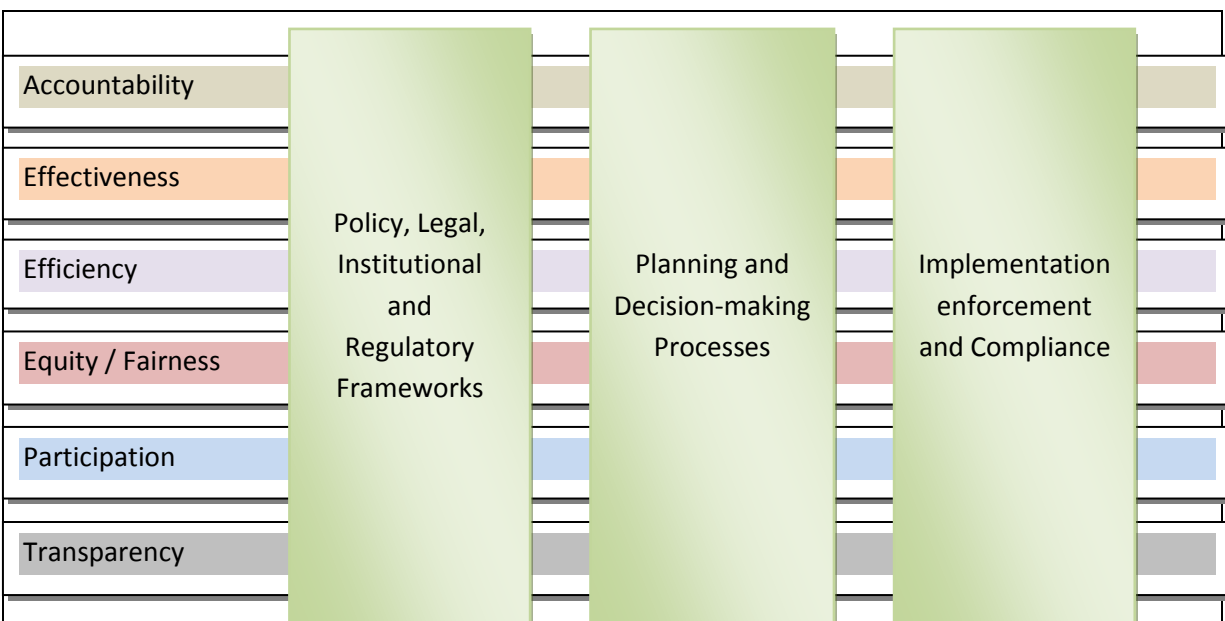 Accountability
Effectiveness
Efficiency
Equity / Fairness
Participation
Transparency
Policy, Legal,
Institutional
and
Regulatory
Frameworks
Planning and
Decision-making
Processes
Implementation
enforcement
and Compliance